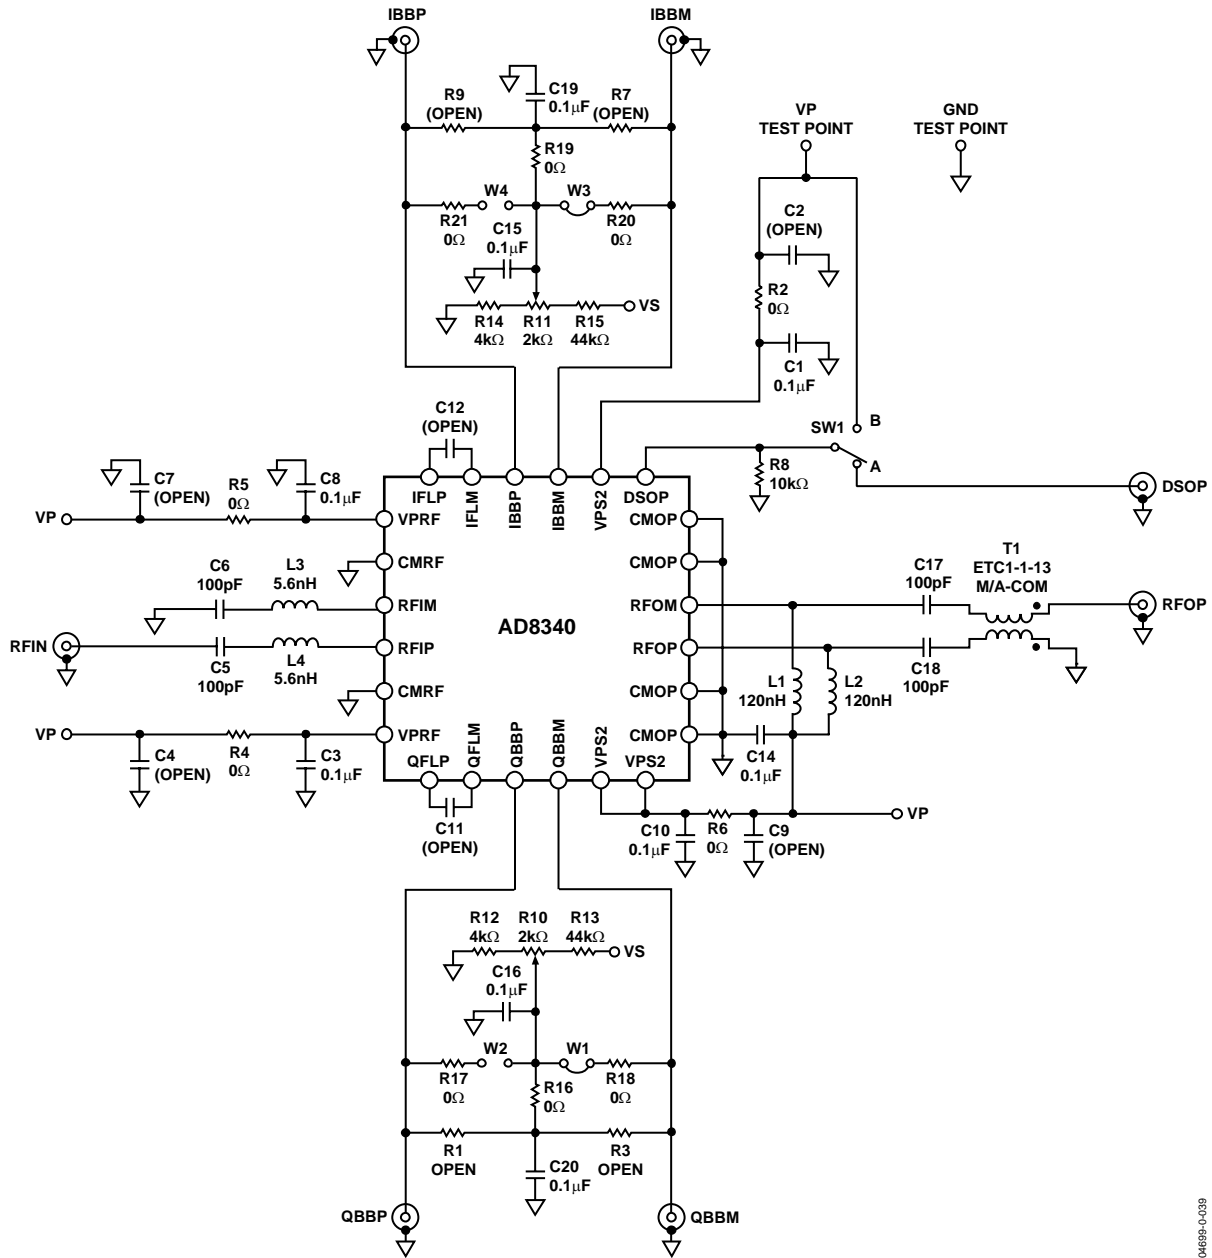 IBBP
IBBM
R9
(OPEN)
C19
0.1µF
R7
(OPEN)
VP
TEST POINT
GND
TEST POINT
R19
0Ω
W4
W3
R21
0Ω
R20
0Ω
C15
0.1µF
C2
(OPEN)
R2
0Ω
R14
4kΩ
R11
2kΩ
R15
44kΩ
VS
C1
0.1µF
C12
(OPEN)
SW1
B
A
R8
10kΩ
DSOP
C7
(OPEN)
R5
0Ω
C8
0.1µF
VP
IFLP
IFLM
IBBP
IBBM
VPS2
DSOP
VPRF
CMOP
CMRF
CMOP
C6
100pF
L3
5.6nH
RFIM
RFOM
C17
100pF
T1
ETC1-1-13
M/A-COM
RFOP
AD8340
RFIN
C5
100pF
L4
5.6nH
RFIP
RFOP
C18
100pF
CMRF
CMOP
L1
120nH
L2
120nH
VP
R4
0Ω
VPRF
CMOP
C4
(OPEN)
C3
0.1µF
QFLP
QFLM
QBBP
QBBM
VPS2
VPS2
C14
0.1µF
C11
(OPEN)
C10
0.1µF
R6
0Ω
C9
(OPEN)
VP
R12
4kΩ
R10
2kΩ
R13
44kΩ
VS
C16
0.1µF
W2
W1
R17
0Ω
R16
0Ω
R18
0Ω
R1
OPEN
R3
OPEN
C20
0.1µF
QBBP
QBBM
04699-0-039